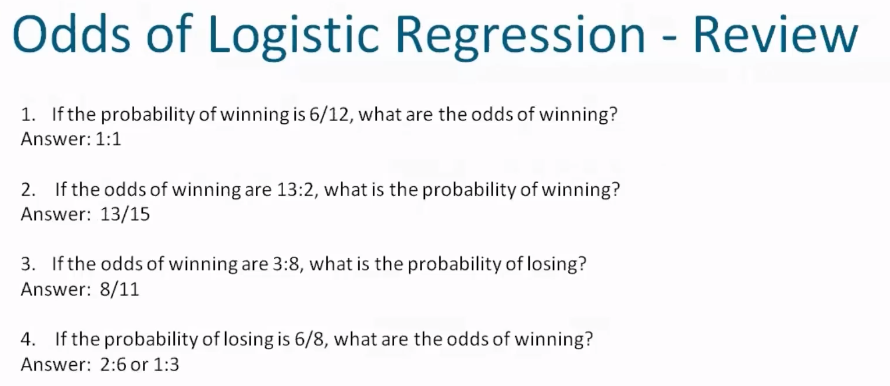 Odds of Logistic Regression - Review
1. If the probability of winning is 6/12, what are the odds of winning?
Answer: 1:1
2. If the odds of winning are 13:2, what is the probability of winning?
Answer: 13/15
3. If the odds of winning are 3:8, what is the probability of losing?
Answer: 8/11
4. If the probability of losing is 6/8, what are the odds of winning?
Answer: 2:6 or 1:3